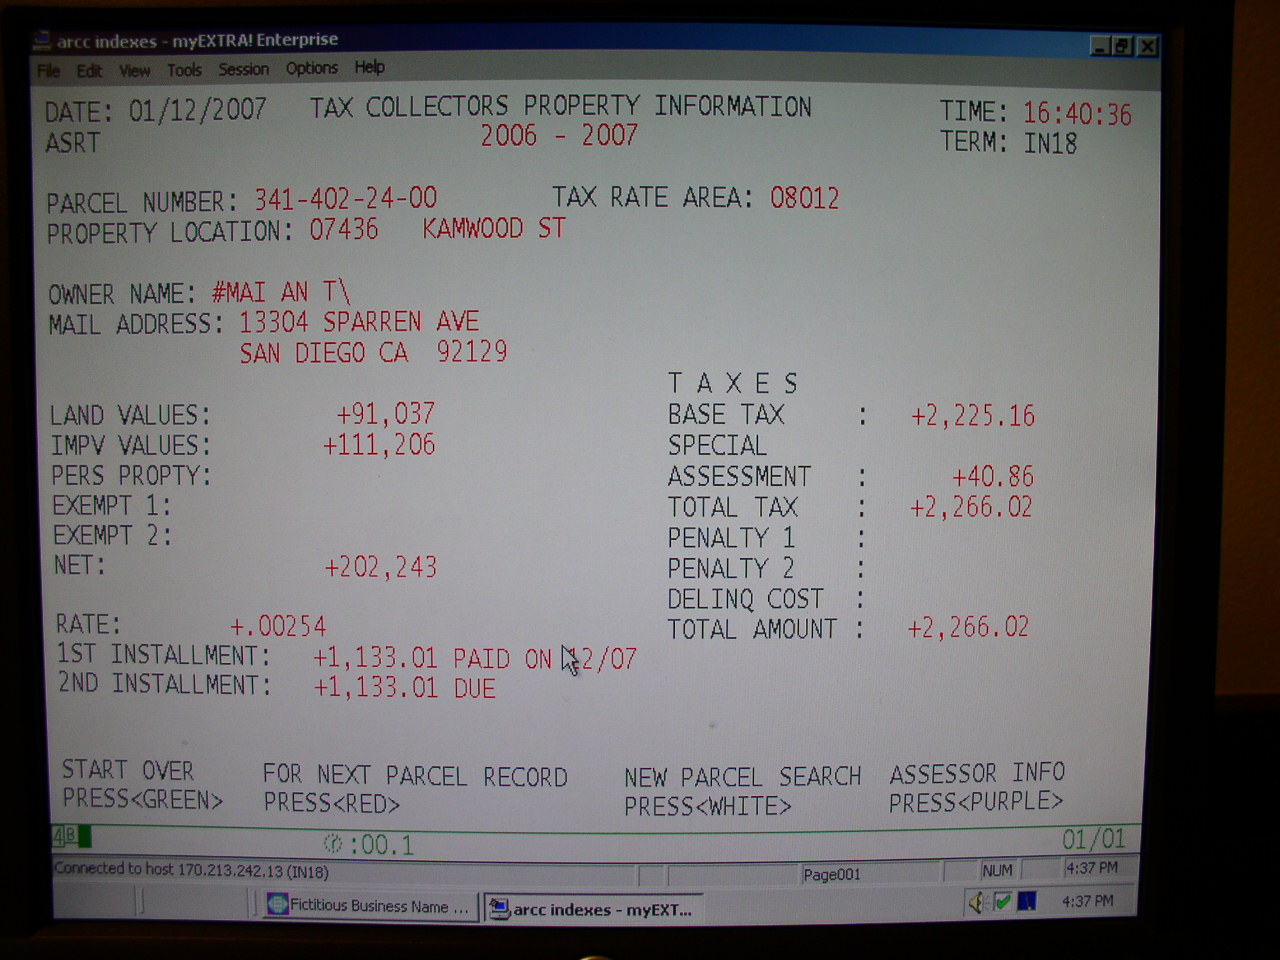 arcc indexes - myEXTRA! Enterprise
File Edit View Tools Session Options Help
DATE: 01/12/2007 TAX COLLECTORS PROPERTY INFORMATION TIME: 16:40:36
ASRT 2006 - 2007 TERM: IN18
PARCEL NUMBER: 341-402-24-00 TAX RATE AREA: 08012
PROPERTY LOCATION: 07436 KAMWOOD ST
OWNER NAME: #MAI AN T\
MAIL ADDRESS: 13304 SPARREN AVE
SAN DIEGO CA 92129
T A X E S
LAND VALUES: +91,037 BASE TAX : +2,225.16
IMPV VALUES: +111,206 SPECIAL
PERS PROPTY: ASSESSMENT : +40.86
EXEMPT 1: TOTAL TAX : +2,266.02
EXEMPT 2: PENALTY 1 :
NET: +202,243 PENALTY 2 :
DELINQ COST :
RATE: +.00254 TOTAL AMOUNT : +2,266.02
1ST INSTALLMENT: +1,133.01 PAID ON 12/07
2ND INSTALLMENT: +1,133.01 DUE
START OVER FOR NEXT PARCEL RECORD NEW PARCEL SEARCH ASSESSOR INFO
PRESS<GREEN> PRESS<RED> PRESS<WHITE> PRESS<PURPLE>
4B :00.1 01/01
Connected to host 170.213.242.13 (IN18) Page001 NUM 4:37 PM
Fictitious Business Name ... arcc indexes - myEXT... 4:37 PM